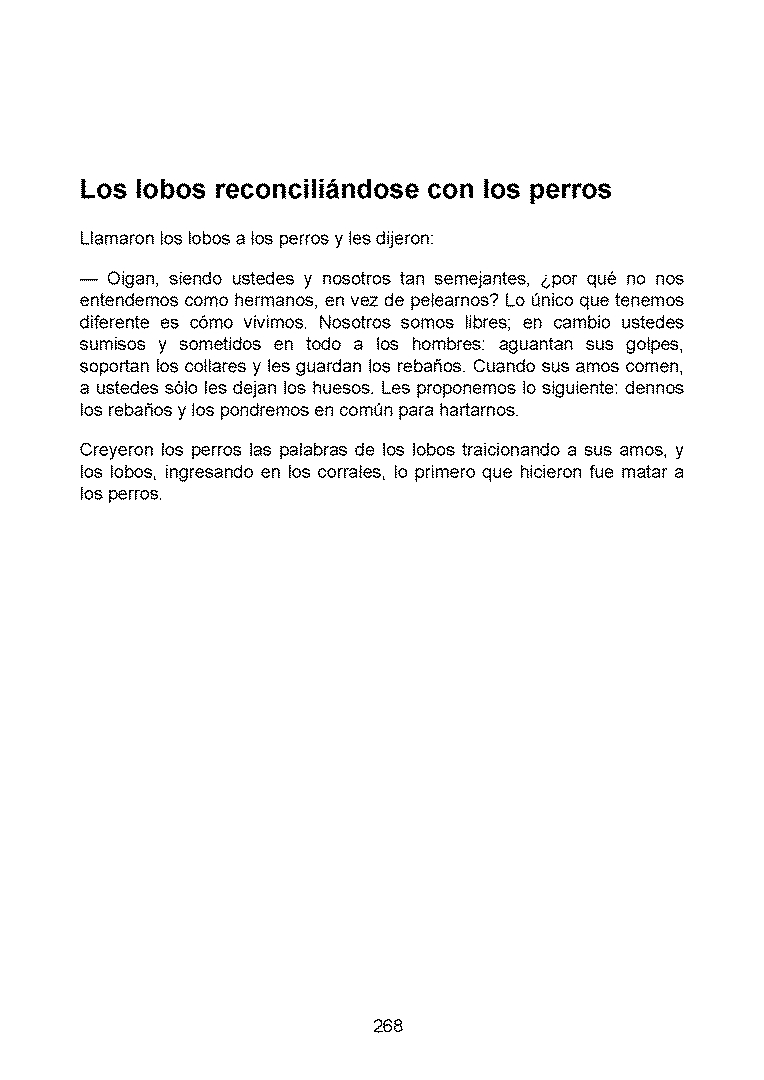 Los lobos reconciliándose con los perros
Llamaron los lobos a los perros y les dijeron:
— Oigan, siendo ustedes y nosotros tan semejantes, ¿por qué no nos
entendemos como hermanos, en vez de pelearnos? Lo único que tenemos
diferente es cómo vivimos. Nosotros somos libres; en cambio ustedes
sumisos y sometidos en todo a los hombres: aguantan sus golpes,
soportan los collares y les guardan los rebaños. Cuando sus amos comen,
a ustedes sólo les dejan los huesos. Les proponemos lo siguiente: dennos
los rebaños y los pondremos en común para hartarnos.
Creyeron los perros las palabras de los lobos traicionando a sus amos, y
los lobos, ingresando en los corrales, lo primero que hicieron fue matar a
los perros.
268